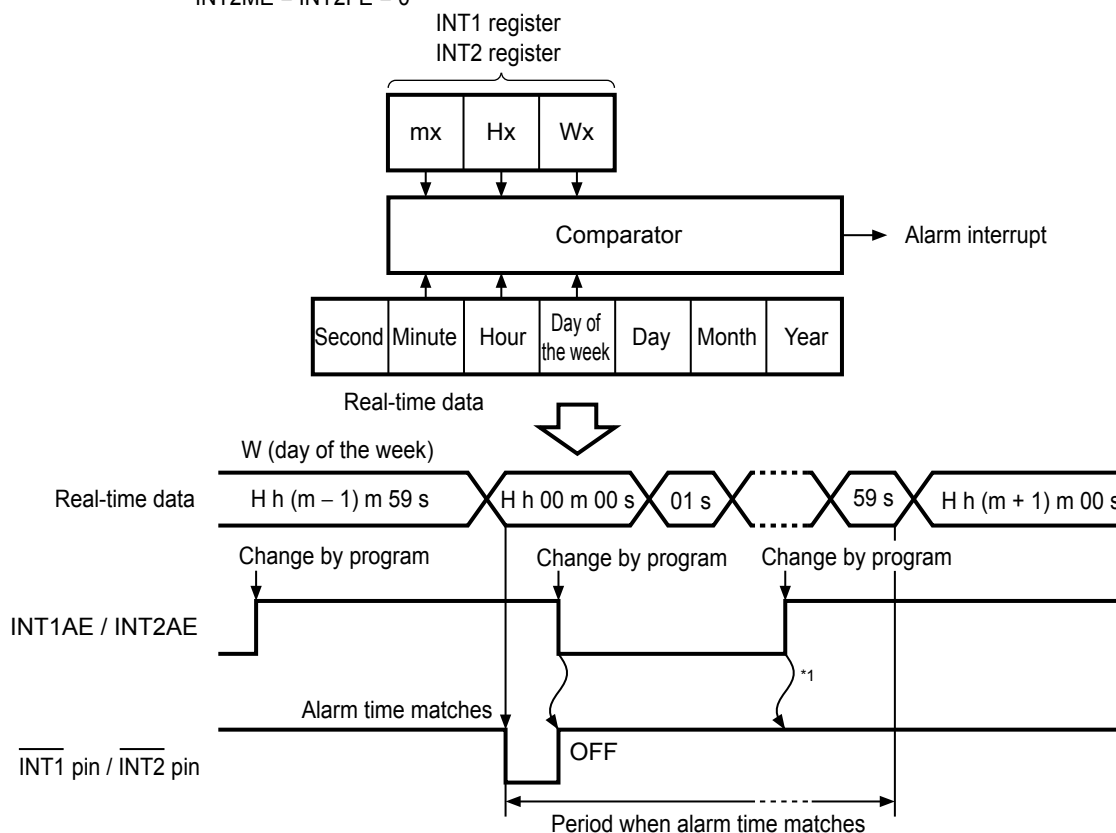 INT2ME = INT2FE = 0
INT1 register
INT2 register
mx Hx Wx
Comparator
Alarm interrupt
Second Minute Hour Day of the week Day Month Year
Real-time data
W (day of the week)
Real-time data
H h (m − 1) m 59 s
H h 00 m 00 s
01 s
59 s
H h (m + 1) m 00 s
Change by program
Change by program
Change by program
INT1AE / INT2AE
*1
Alarm time matches
OFF
INT1 pin / INT2 pin
Period when alarm time matches